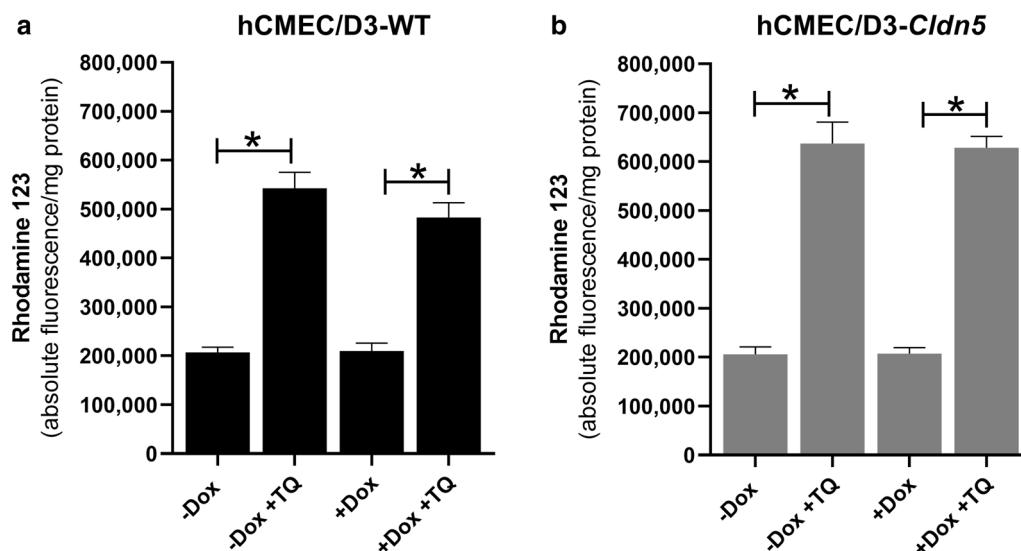 a
hCMEC/D3-WT
Rhodamine 123
(absolute fluorescence/mg protein)
800,000
700,000
600,000
500,000
400,000
300,000
200,000
100,000
0
*
*
-Dox
-Dox +TQ
+Dox
+Dox +TQ
b
hCMEC/D3-Cldn5
Rhodamine 123
(absolute fluorescence/mg protein)
800,000
700,000
600,000
500,000
400,000
300,000
200,000
100,000
0
*
*
-Dox
-Dox +TQ
+Dox
+Dox +TQ